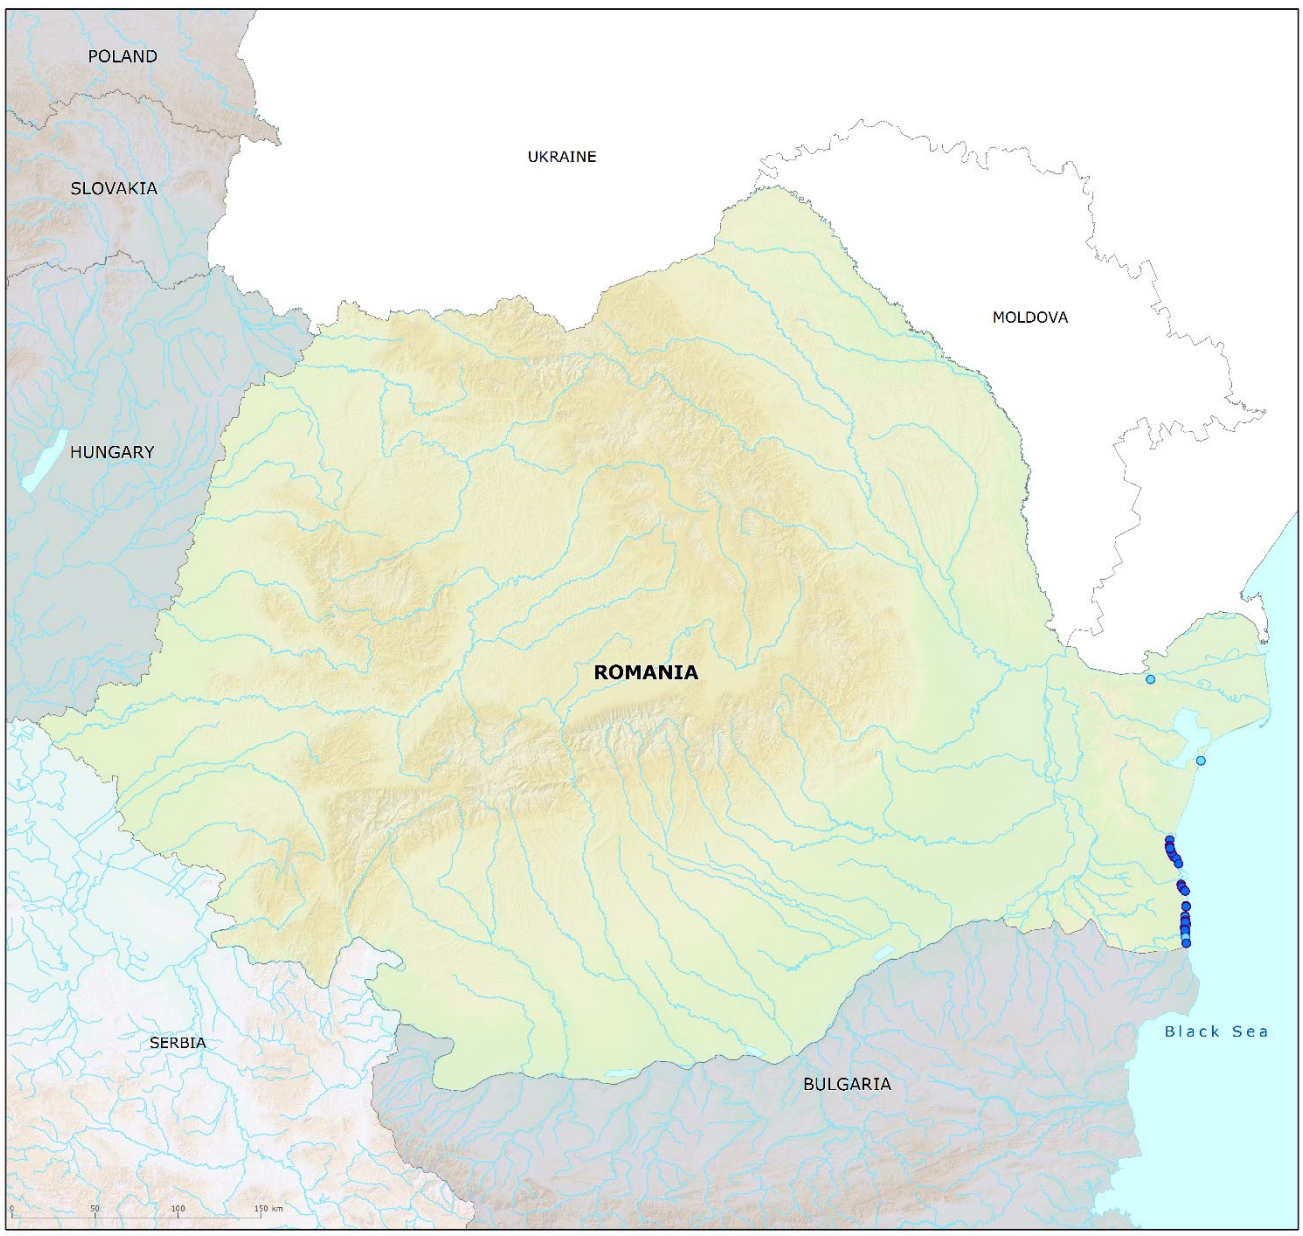 POLAND
UKRAINE
SLOVAKIA
MOLDOVA
HUNGARY
ROMANIA
Black Sea
SERBIA
BULGARIA
0 50 100 150 km